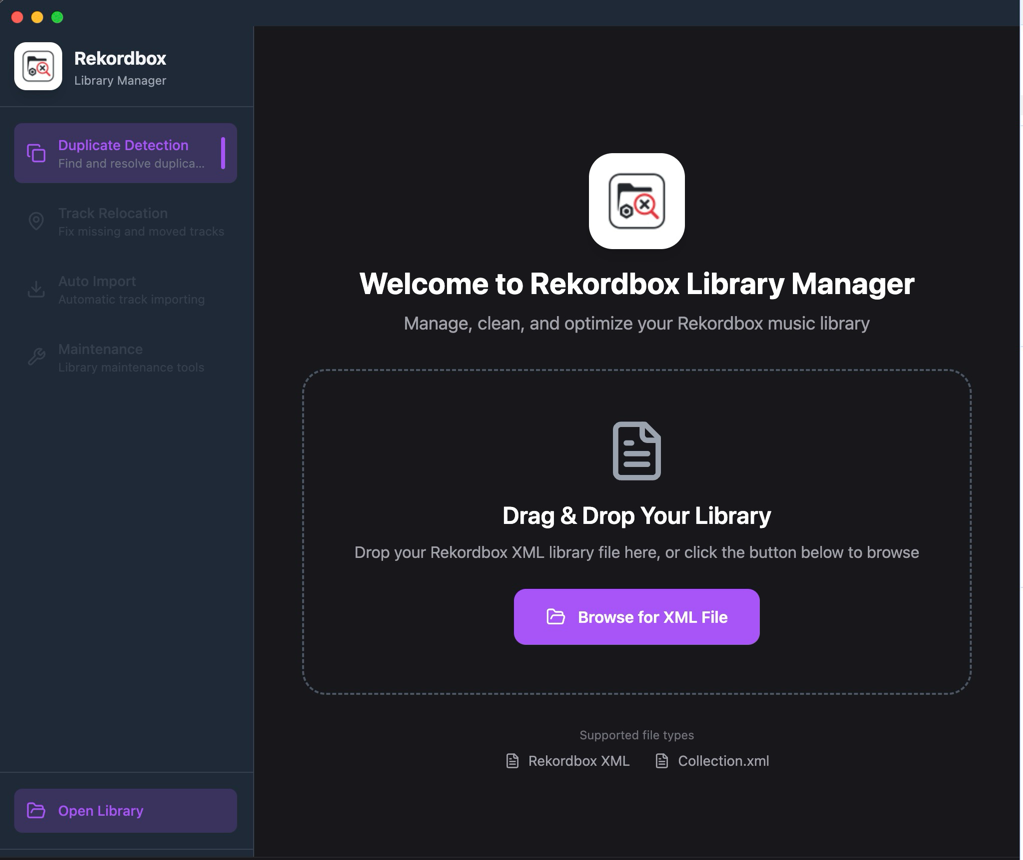 Rekordbox
Library Manager
Duplicate Detection
Find and resolve duplica...
Track Relocation
Fix missing and moved tracks
Auto Import
Automatic track importing
Maintenance
Library maintenance tools
Open Library
Welcome to Rekordbox Library Manager
Manage, clean, and optimize your Rekordbox music library
Drag & Drop Your Library
Drop your Rekordbox XML library file here, or click the button below to browse
Browse for XML File
Supported file types
Rekordbox XML
Collection.xml